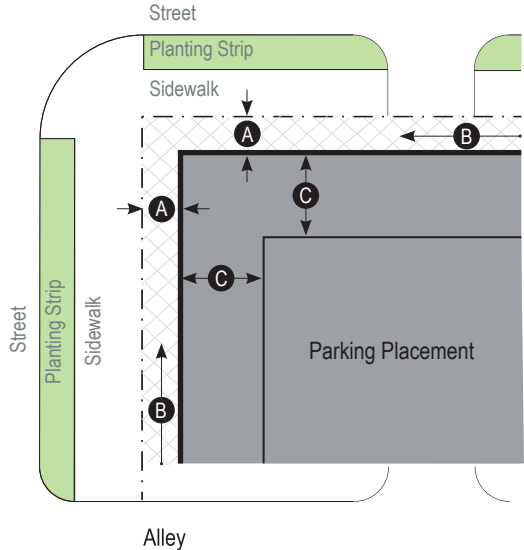 Street
Planting Strip
Sidewalk
A
B
A
C
C
Street
Planting Strip
Sidewalk
Parking Placement
B
Alley